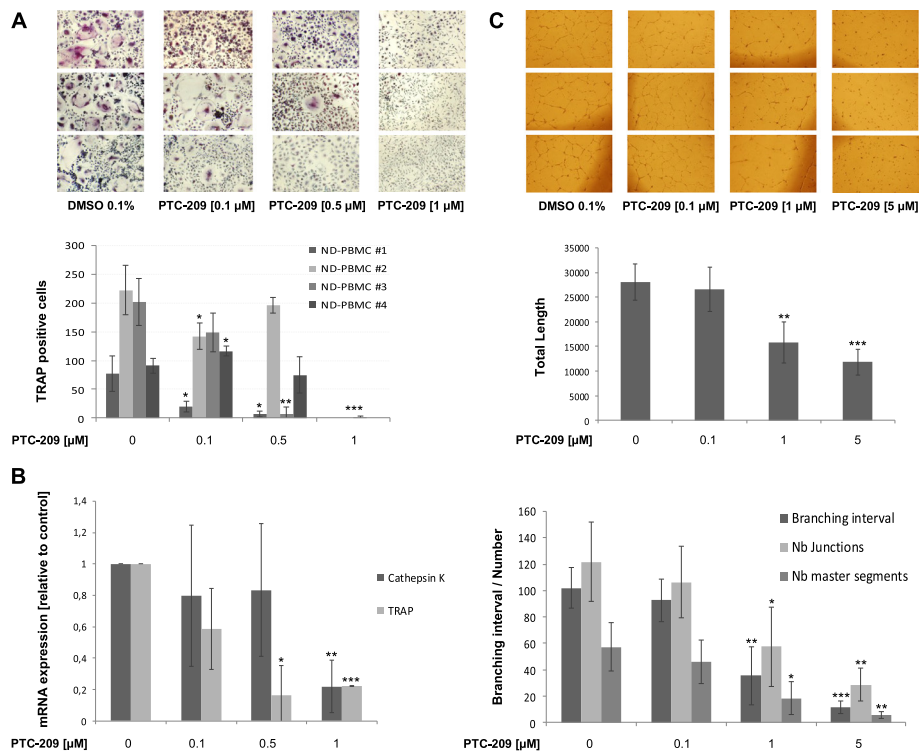 A
DMSO 0.1%
PTC-209 [0.1 µM]
PTC-209 [0.5 µM]
PTC-209 [1 µM]
300
250
200
150
100
50
0
TRAP positive cells
ND-PBMC #1
ND-PBMC #2
ND-PBMC #3
ND-PBMC #4
*
*
*
*
**
***
PTC-209 [µM]
0
0.1
0.5
1
B
1,4
1,2
1
0,8
0,6
0,4
0,2
0
mRNA expression [relative to control]
Cathepsin K
TRAP
*
**
***
PTC-209 [µM]
0
0.1
0.5
1
C
DMSO 0.1%
PTC-209 [0.1 µM]
PTC-209 [1 µM]
PTC-209 [5 µM]
35000
30000
25000
20000
15000
10000
5000
0
Total Length
**
***
PTC-209 [µM]
0
0.1
1
5
160
140
120
100
80
60
40
20
0
Branching interval / Number
Branching interval
Nb Junctions
Nb master segments
**
*
*
***
**
**
PTC-209 [µM]
0
0.1
1
5